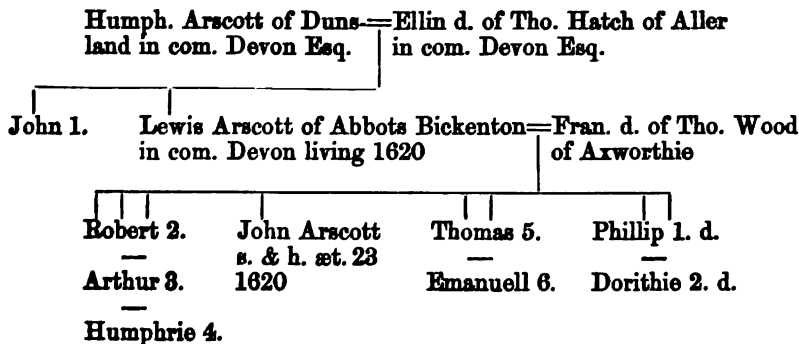 Humph. Arscott of Duns-=Ellin d. of Tho. Hatch of Aller
land in com. Devon Esq. in com. Devon Esq.
John 1. Lewis Arscott of Abbots Bickenton=Fran. d. of Tho. Wood
in com. Devon living 1620 of Axworthie
Robert 2. John Arscott Thomas 5. Phillip 1. d.
s. & h. æt. 23
Arthur 3. 1620 Emanuell 6. Dorithie 2. d.
Humphrie 4.